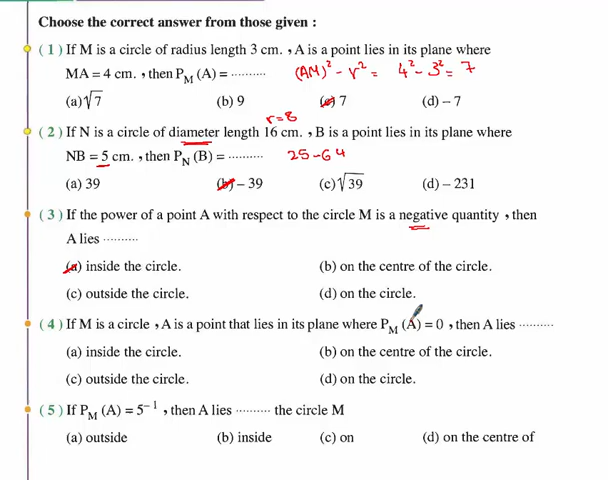 Choose the correct answer from those given :
( 1 ) If M is a circle of radius length 3 cm. , A is a point lies in its plane where
MA = 4 cm. , then P_M (A) = ··········
(AM)² - r² = 4² - 3² = 7
(a) √7 (b) 9 (c) 7 (d) – 7
r=8
( 2 ) If N is a circle of diameter length 16 cm. , B is a point lies in its plane where
NB = 5 cm. , then P_N (B) = ··········
25-64
(a) 39 (b) – 39 (c) √39 (d) – 231
( 3 ) If the power of a point A with respect to the circle M is a negative quantity , then
A lies ··········
(a) inside the circle. (b) on the centre of the circle.
(c) outside the circle. (d) on the circle.
( 4 ) If M is a circle , A is a point that lies in its plane where P_M (A) = 0 , then A lies ··········
(a) inside the circle. (b) on the centre of the circle.
(c) outside the circle. (d) on the circle.
( 5 ) If P_M (A) = 5⁻¹ , then A lies ·········· the circle M
(a) outside (b) inside (c) on (d) on the centre of